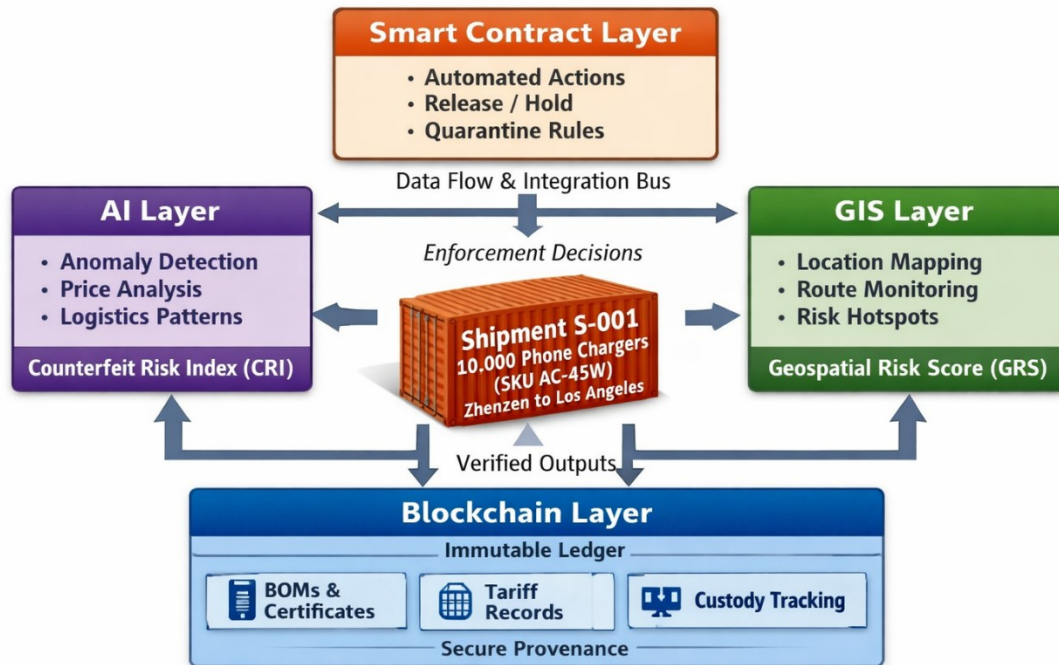 Smart Contract Layer
• Automated Actions
• Release / Hold
• Quarantine Rules
Data Flow & Integration Bus
AI Layer
• Anomaly Detection
• Price Analysis
• Logistics Patterns
Counterfeit Risk Index (CRI)
Enforcement Decisions
Shipment S-001
10.000 Phone Chargers
(SKU AC-45W)
Zhenzen to Los Angeles
GIS Layer
• Location Mapping
• Route Monitoring
• Risk Hotspots
Geospatial Risk Score (GRS)
Verified Outputs
Blockchain Layer
Immutable Ledger
BOMs &
Certificates
Tariff
Records
Custody Tracking
Secure Provenance